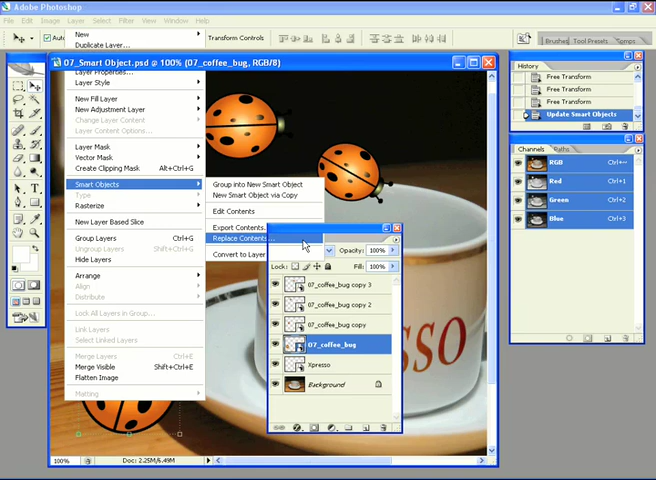 Adobe Photoshop
File Edit Image Layer Select Filter View Window Help
Auto Transform Controls
Brushes Tool Presets Comps
New
Duplicate Layer...
Layer Properties...
Layer Style
New Fill Layer
New Adjustment Layer
Change Layer Content
Layer Content Options...
Layer Mask
Vector Mask
Create Clipping Mask Alt+Ctrl+G
Smart Objects
Type
Rasterize
New Layer Based Slice
Group Layers Ctrl+G
Ungroup Layers Shift+Ctrl+G
Hide Layers
Arrange
Align
Distribute
Lock All Layers in Group...
Link Layers
Select Linked Layers
Merge Layers Ctrl+E
Merge Visible Shift+Ctrl+E
Flatten Image
Matting
Group into New Smart Object
New Smart Object via Copy
Edit Contents
Export Contents...
Replace Contents...
Convert to Layer
07_Smart Object.psd @ 100% (07_coffee_bug, RGB/8)
Opacity: 100%
Lock: Fill: 100%
07_coffee_bug copy 3
07_coffee_bug copy 2
07_coffee_bug copy
07_coffee_bug
Xpresso
Background
ESSO
100% Doc: 2.25M/6.49M
History
Free Transform
Free Transform
Free Transform
Update Smart Objects
Channels Paths
RGB Ctrl+~
Red Ctrl+1
Green Ctrl+2
Blue Ctrl+3